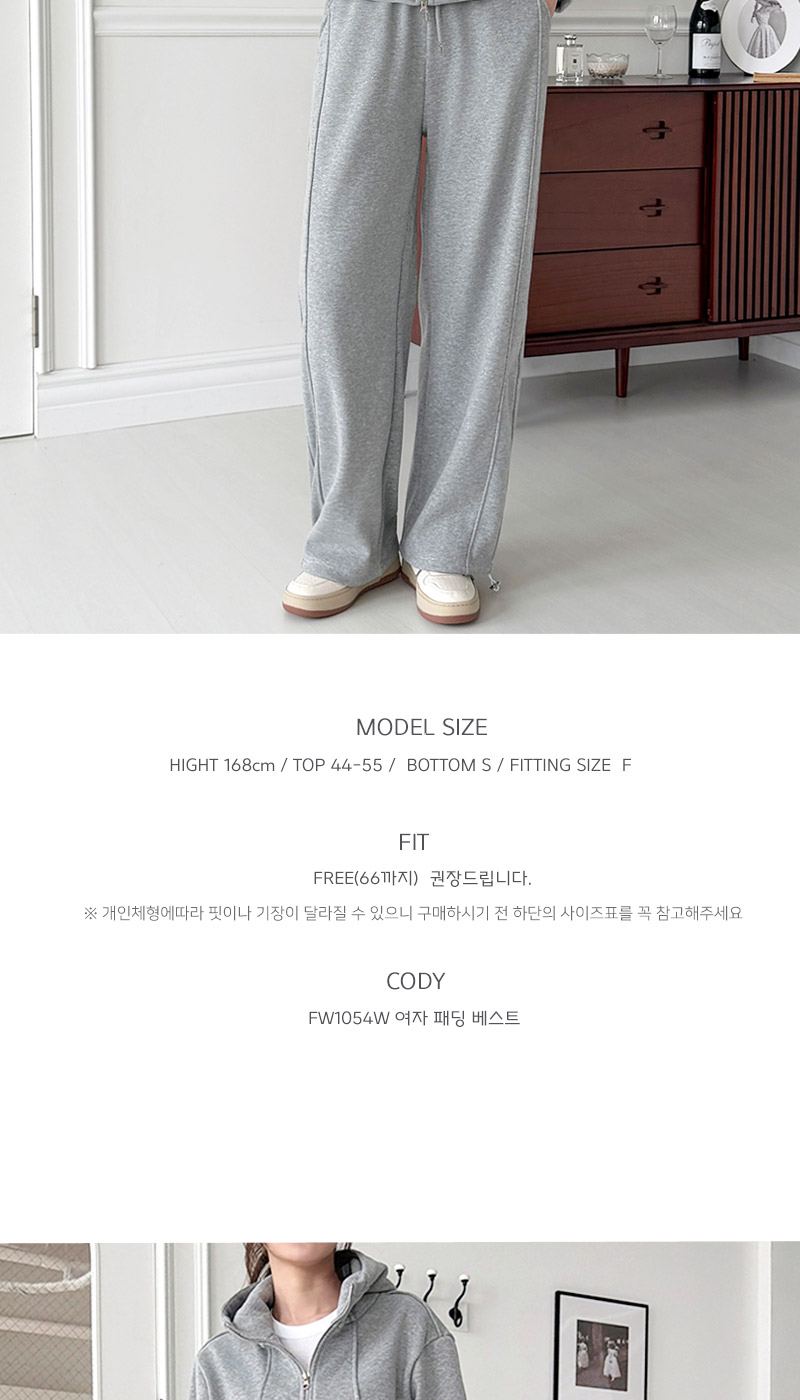 MODEL SIZE
HIGHT 168cm / TOP 44-55 / BOTTOM S / FITTING SIZE F
FIT
FREE(66까지) 권장드립니다.
※ 개인체형에따라 핏이나 기장이 달라질 수 있으니 구매하시기 전 하단의 사이즈표를 꼭 참고해주세요
CODY
FW1054W 여자 패딩 베스트